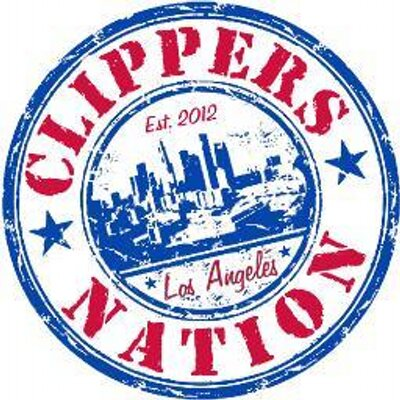 CLIPPERS
Est. 2012
Los Angeles
NATION